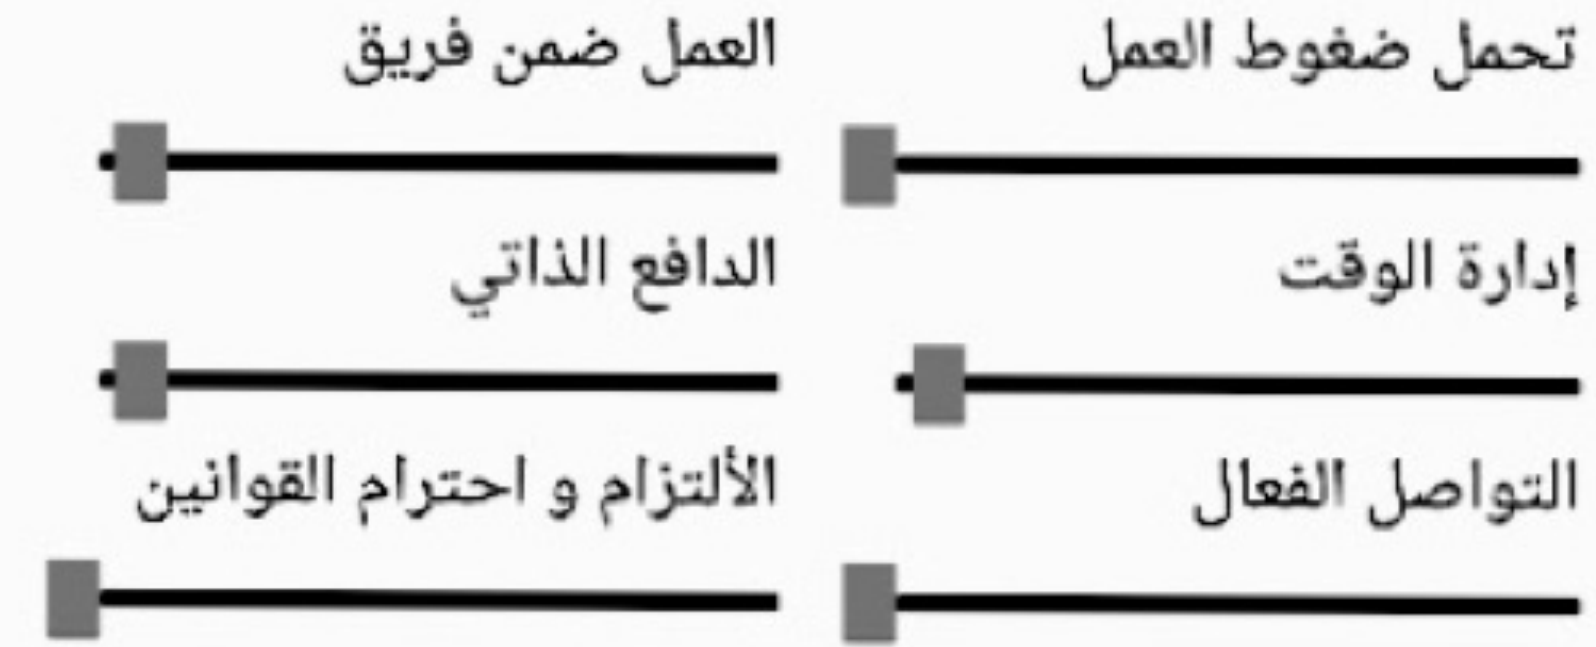 تحمل ضغوط العمل
العمل ضمن فريق
إدارة الوقت
الدافع الذاتي
التواصل الفعال
الألتزام و احترام القوانين